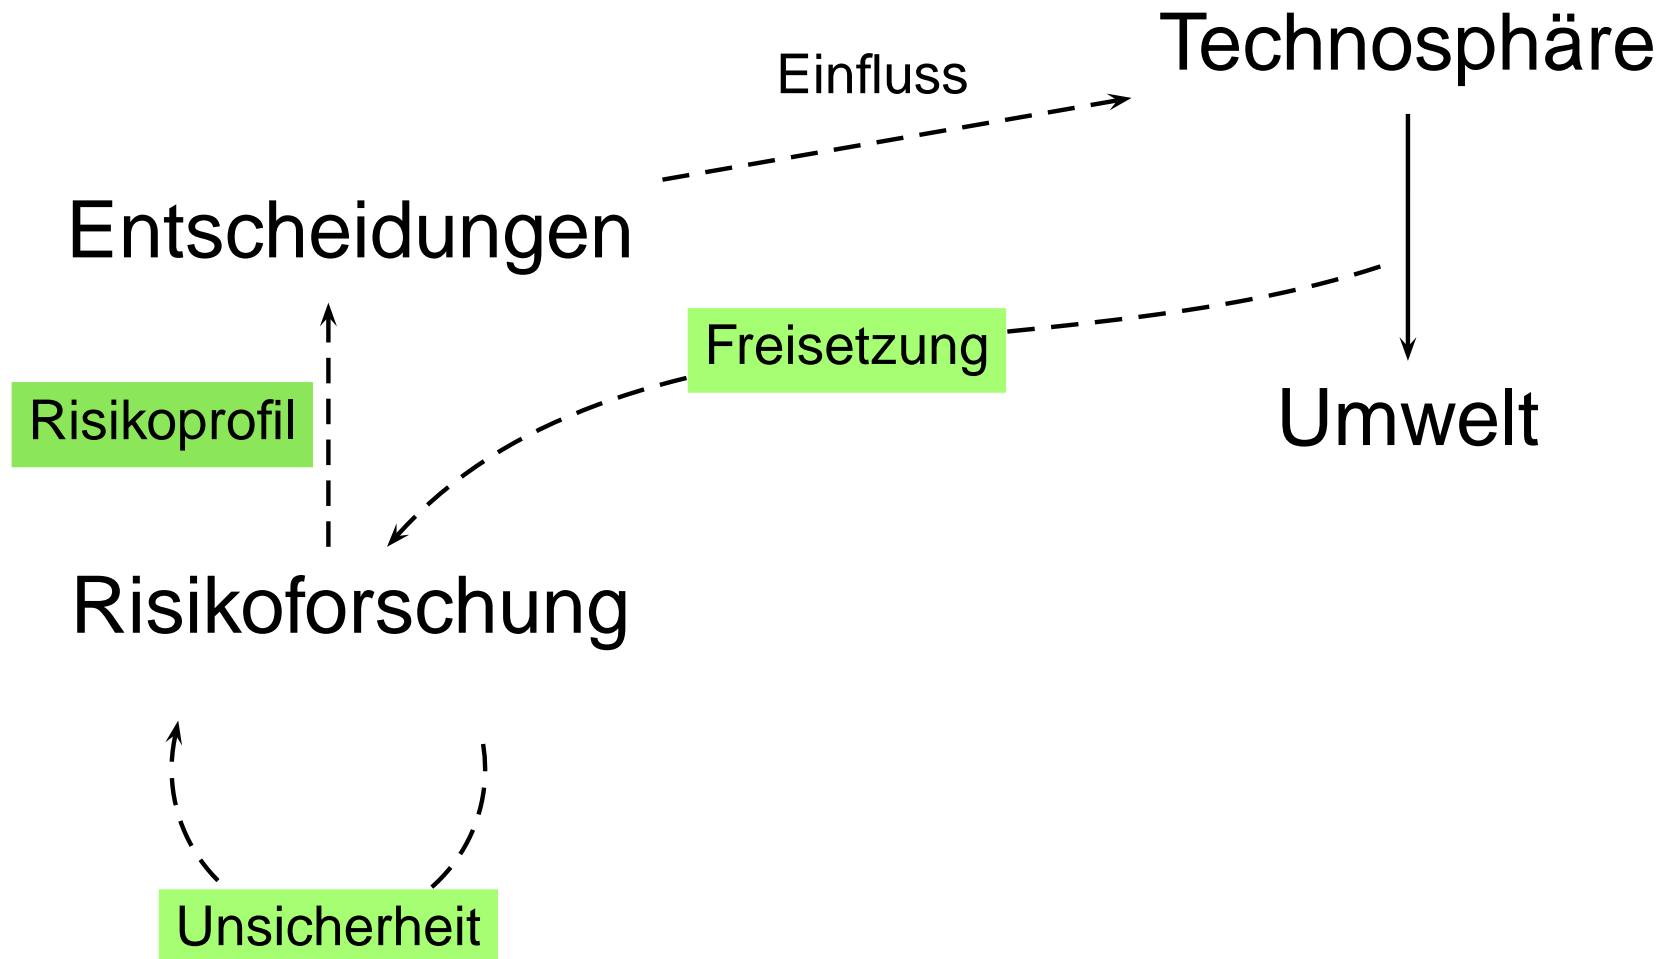 Technosphäre
Einfluss
Entscheidungen
Freisetzung
Risikoprofil
Umwelt
Risikoforschung
Unsicherheit